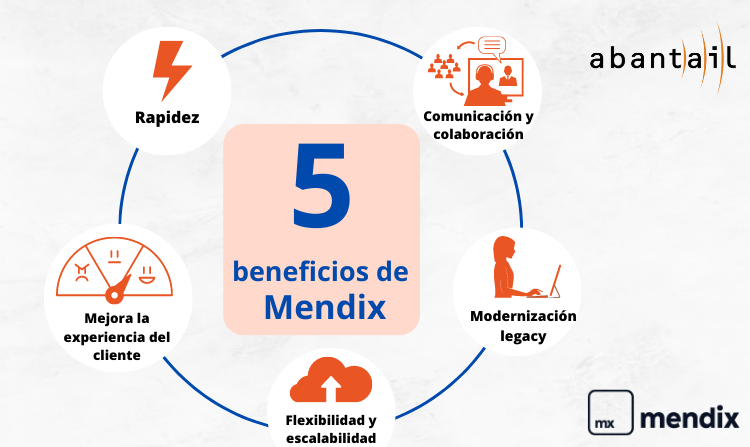 abantail
Rapidez
Comunicación y
colaboración
5
beneficios de
Mendix
Mejora la
experiencia del
cliente
Modernización
legacy
Flexibilidad y
escalabilidad
mx
mendix